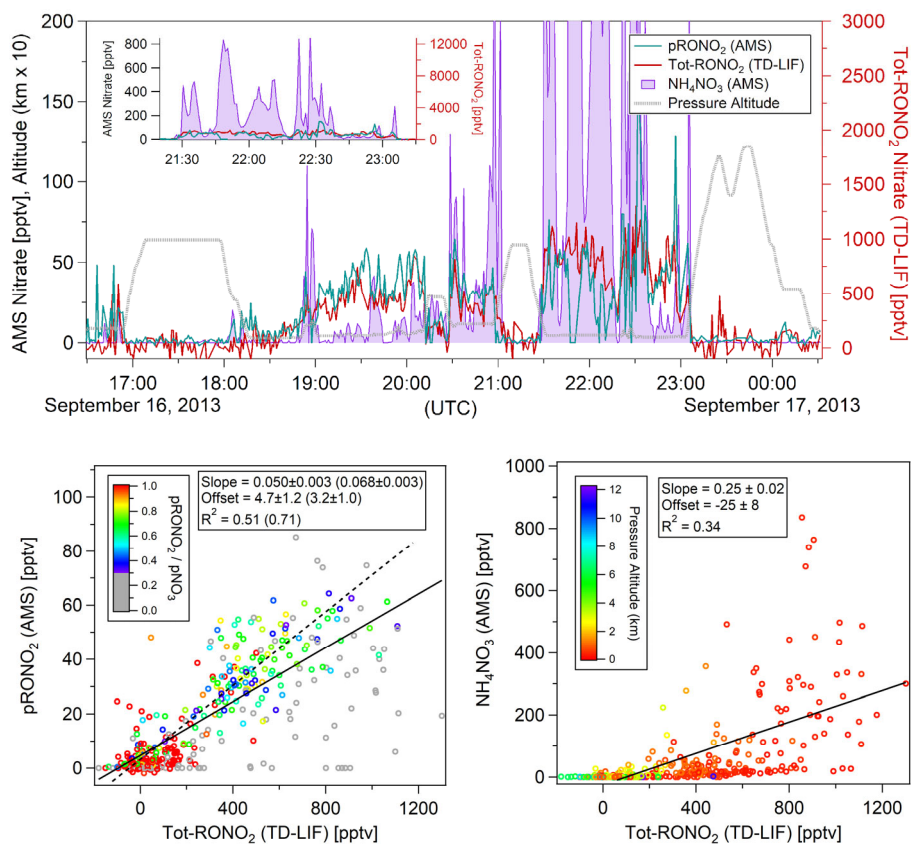 200
150
100
50
0
AMS Nitrate [pptv], Altitude (km x 10)
3000
2500
2000
1500
1000
500
0
Tot-RONO2 Nitrate (TD-LIF) [pptv]
800
600
400
200
0
AMS Nitrate [pptv]
12000
8000
4000
0
Tot-RONO2 [pptv]
21:30 22:00 22:30 23:00
pRONO2 (AMS)
Tot-RONO2 (TD-LIF)
NH4NO3 (AMS)
Pressure Altitude
17:00 18:00 19:00 20:00 21:00 22:00 23:00 00:00
September 16, 2013 (UTC) September 17, 2013
100
80
60
40
20
0
pRONO2 (AMS) [pptv]
1.0
0.8
0.6
0.4
0.2
0.0
pRONO2 / pNO3
Slope = 0.050±0.003 (0.068±0.003)
Offset = 4.7±1.2 (3.2±1.0)
R2 = 0.51 (0.71)
0 400 800 1200
Tot-RONO2 (TD-LIF) [pptv]
1000
800
600
400
200
0
NH4NO3 (AMS) [pptv]
12
10
8
6
4
2
0
Pressure Altitude (km)
Slope = 0.25 ± 0.02
Offset = -25 ± 8
R2 = 0.34
0 400 800 1200
Tot-RONO2 (TD-LIF) [pptv]